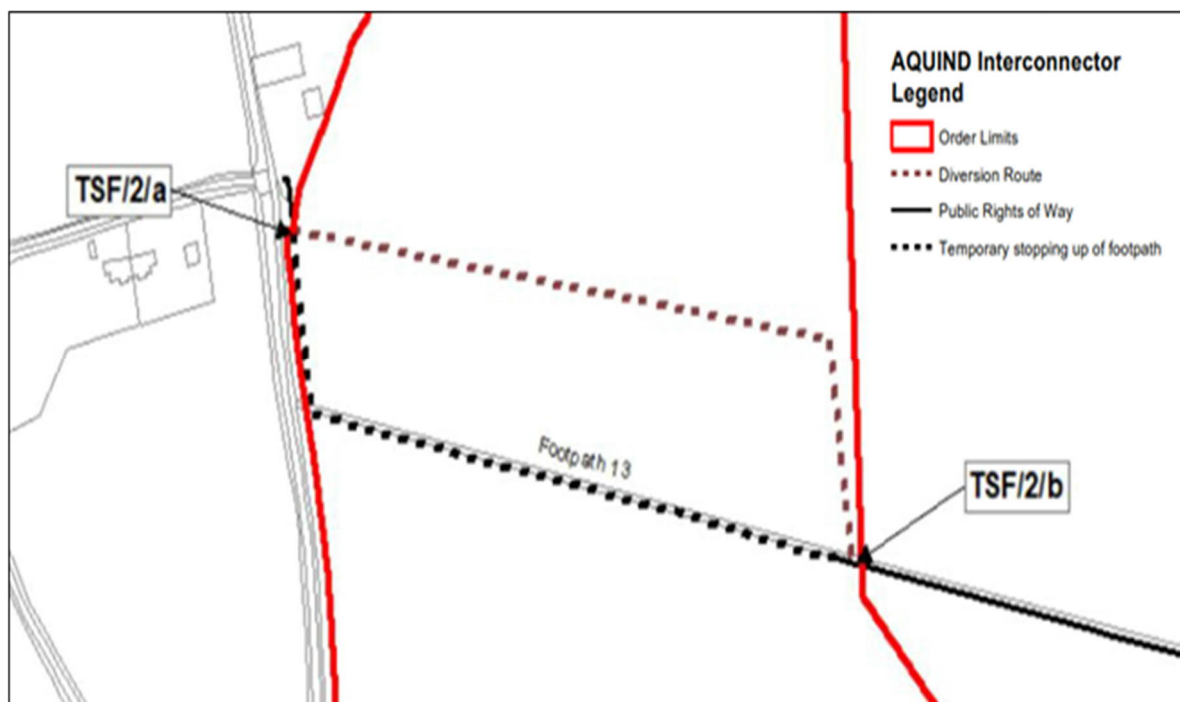 AQUIND Interconnector
Legend
Order Limits
Diversion Route
Public Rights of Way
Temporary stopping up of footpath
TSF/2/a
Footpath 13
TSF/2/b